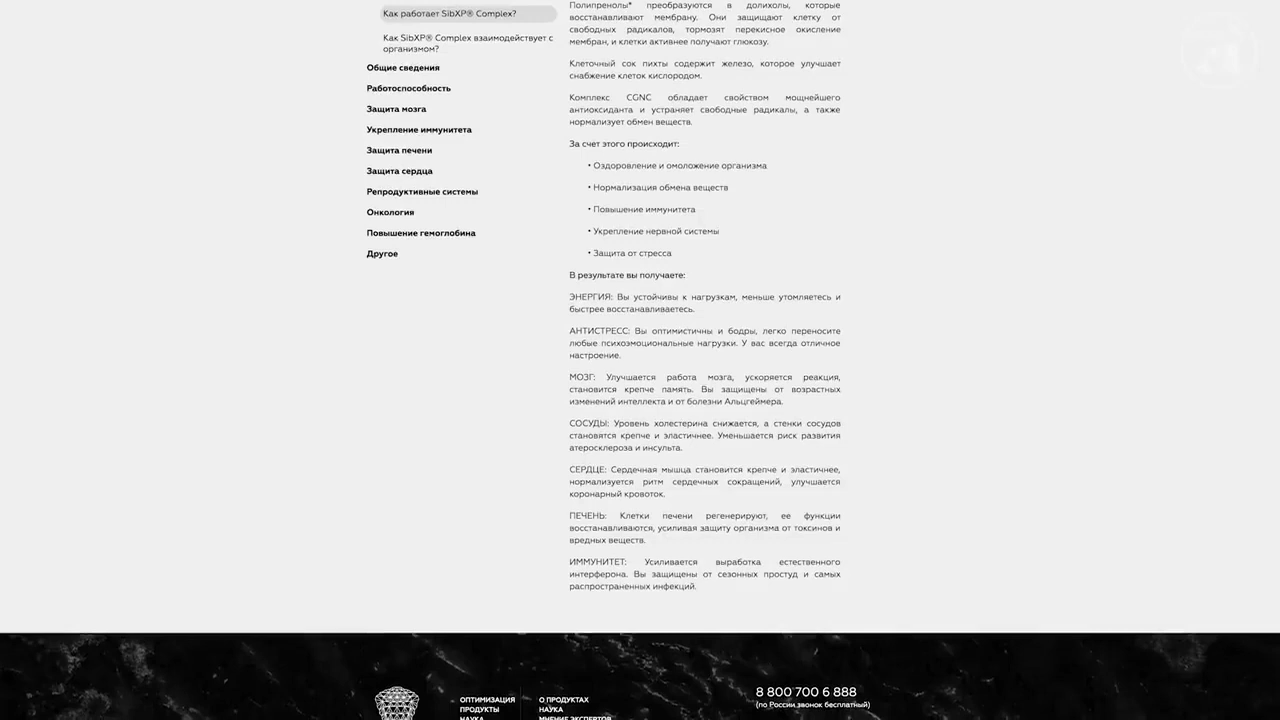 Как работает SibXP® Complex?
Как SibXP® Complex взаимодействует с
организмом?
Общие сведения
Работоспособность
Защита мозга
Укрепление иммунитета
Защита печени
Защита сердца
Репродуктивные системы
Онкология
Повышение гемоглобина
Другое
Полипренолы* преобразуются в долихолы, которые
восстанавливают мембрану. Они защищают клетку от
свободных радикалов, тормозят перекисное окисление
мембран, и клетки активнее получают глюкозу.
Клеточный сок пихты содержит железо, которое улучшает
снабжение клеток кислородом.
Комплекс CGNC обладает свойством мощнейшего
антиоксиданта и устраняет свободные радикалы, а также
нормализует обмен веществ.
За счет этого происходит:
• Оздоровление и омоложение организма
• Нормализация обмена веществ
• Повышение иммунитета
• Укрепление нервной системы
• Защита от стресса
В результате вы получаете:
ЭНЕРГИЯ: Вы устойчивы к нагрузкам, меньше утомляетесь и
быстрее восстанавливаетесь.
АНТИСТРЕСС: Вы оптимистичны и бодры, легко переносите
любые психоэмоциональные нагрузки. У вас всегда отличное
настроение.
МОЗГ: Улучшается работа мозга, ускоряется реакция,
становится крепче память. Вы защищены от возрастных
изменений интеллекта и от болезни Альцгеймера.
СОСУДЫ: Уровень холестерина снижается, а стенки сосудов
становятся крепче и эластичнее. Уменьшается риск развития
атеросклероза и инсульта.
СЕРДЦЕ: Сердечная мышца становится крепче и эластичнее,
нормализуется ритм сердечных сокращений, улучшается
коронарный кровоток.
ПЕЧЕНЬ: Клетки печени регенерируют, ее функции
восстанавливаются, усиливая защиту организма от токсинов и
вредных веществ.
ИММУНИТЕТ: Усиливается выработка естественного
интерферона. Вы защищены от сезонных простуд и самых
распространенных инфекций.
ОПТИМИЗАЦИЯ
ПРОДУКТЫ
НАУКА
О ПРОДУКТАХ
НАУКА
МНЕНИЕ ЭКСПЕРТОВ
8 800 700 6 888
(по России звонок бесплатный)